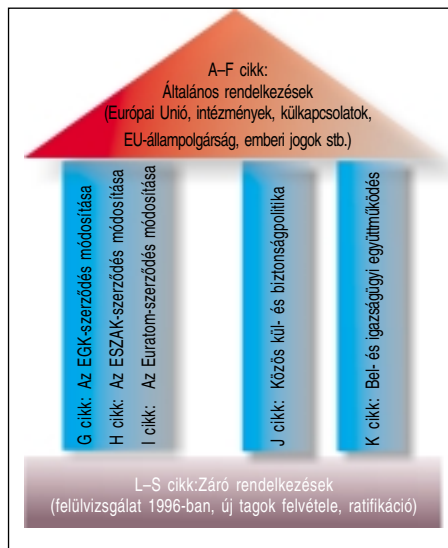 A–F cikk:
Általános rendelkezések
(Európai Unió, intézmények, külkapcsolatok,
EU-állampolgárság, emberi jogok stb.)
G cikk: Az EGK-szerződés módosítása
H cikk: Az ESZAK-szerződés módosítása
I cikk: Az Euratom-szerződés módosítása
J cikk: Közös kül- és biztonságpolitika
K cikk: Bel- és igazságügyi együttműködés
L–S cikk:Záró rendelkezések
(felülvizsgálat 1996-ban, új tagok felvétele, ratifikáció)